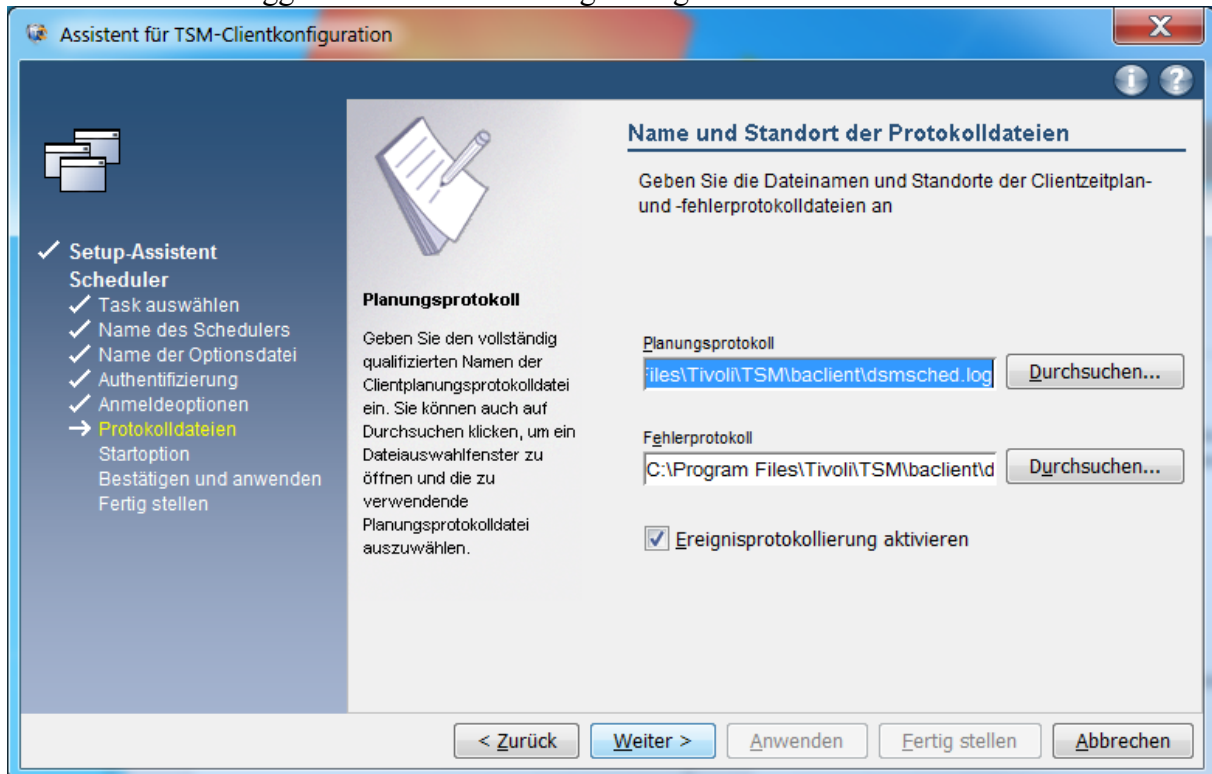 Assistent für TSM-Clientkonfiguration
Setup-Assistent
Scheduler
Task auswählen
Name des Schedulers
Name der Optionsdatei
Authentifizierung
Anmeldeoptionen
Protokolldateien
Startoption
Bestätigen und anwenden
Fertig stellen
Planungsprotokoll
Geben Sie den vollständig
qualifizierten Namen der
Clientplanungsprotokolldatei
ein. Sie können auch auf
Durchsuchen klicken, um ein
Dateiauswahlfenster zu
öffnen und die zu
verwendende
Planungsprotokolldatei
auszuwählen.
Name und Standort der Protokolldateien
Geben Sie die Dateinamen und Standorte der Clientzeitplan-
und -fehlerprotokolldateien an
Planungsprotokoll
iles\Tivoli\TSM\baclient\dsmsched.log Durchsuchen...
Fehlerprotokoll
C:\Program Files\Tivoli\TSM\baclient\d Durchsuchen...
Ereignisprotokollierung aktivieren
< Zurück Weiter > Anwenden Fertig stellen Abbrechen